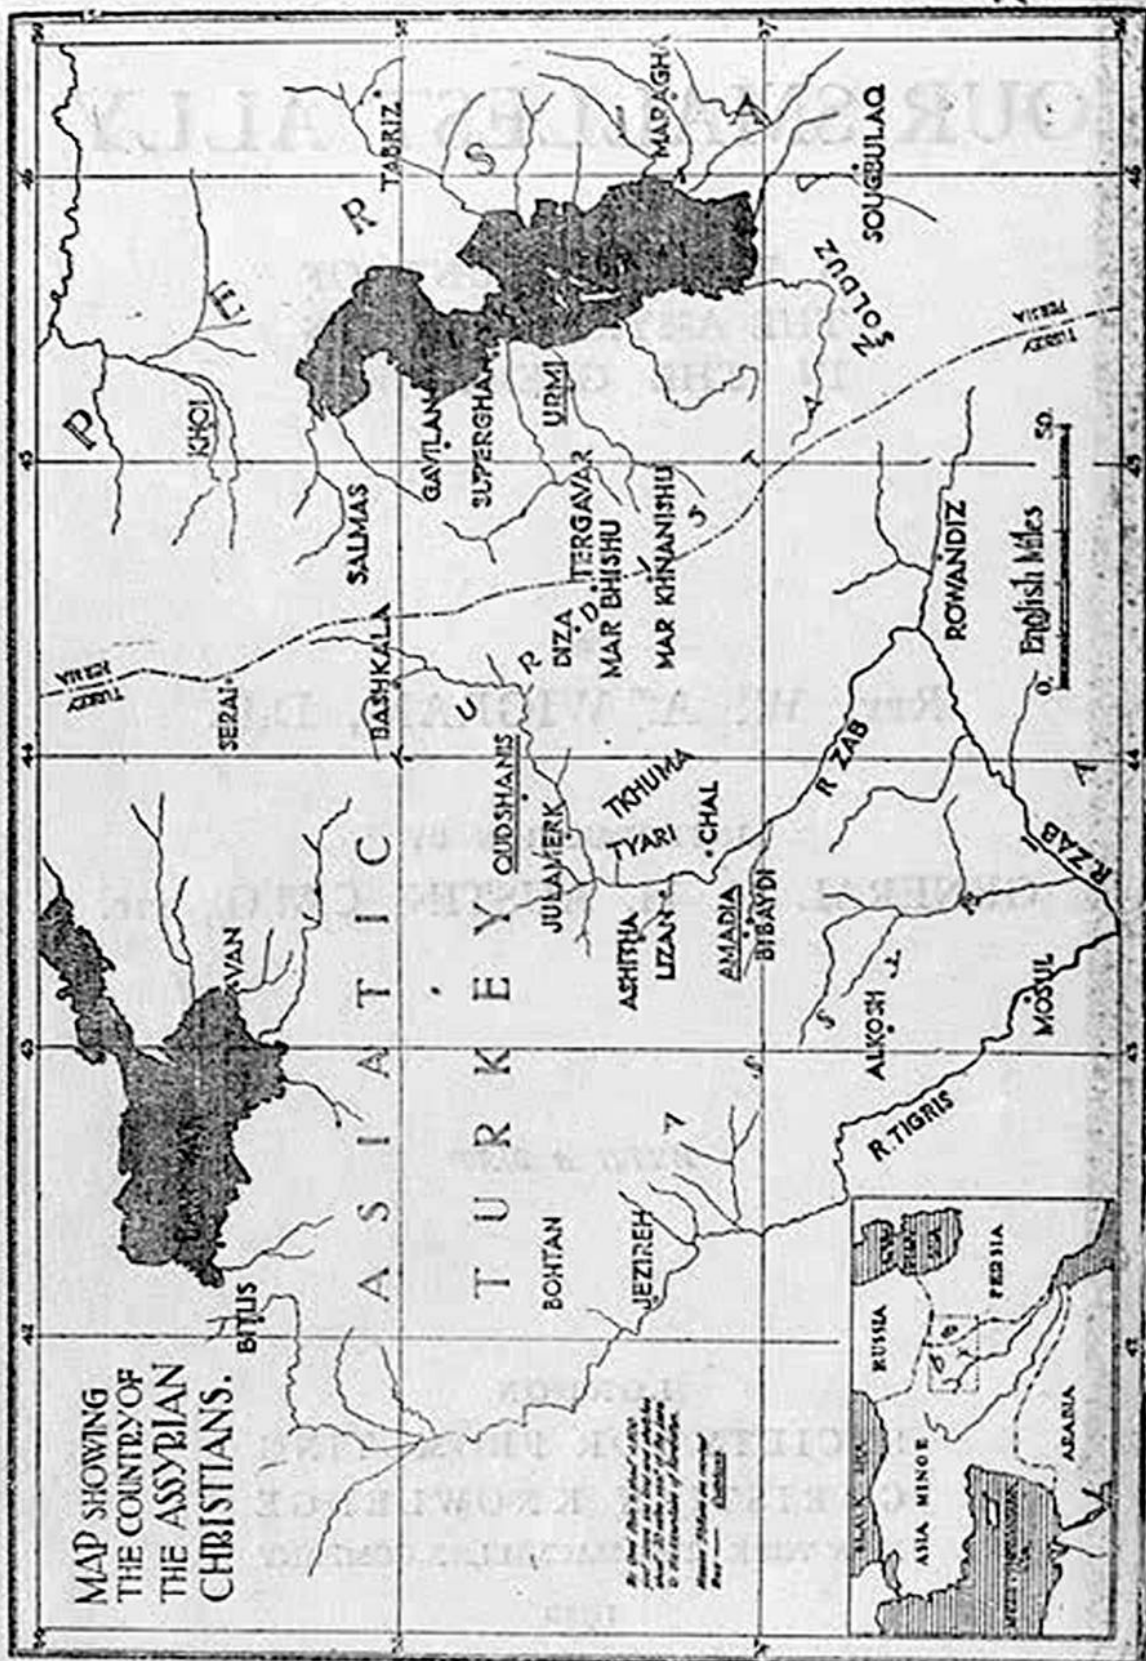 MAP SHOWING
THE COUNTRY OF
THE ASSYRIAN
CHRISTIANS.
ASIATIC
TURKEY
PERSIA
TURKEY
PERSIA
TURKEY
PERSIA
BITLIS
VAN
SERAI
BASHKALA
KHOI
SALMAS
TABRIZ
MARAGHA
SOUGBULAQ
SOLDUZ
GAVILAN
SUPERGHAN
URMI
TERGAVAR
MAR BHISHU
MAR KHNANISHU
DIZA
QUDSHANIS
JULAMERK
TKHUMA
TYARI
CHAL
ASHITHA
LIZAN
AMADIA
BIBAYDI
BOHTAN
JEZIREH
R. TIGRIS
ALKOSH
MOSUL
R. ZAB
R. ZAB
ROWANDIZ
0 English Miles 50
42
43
44
45
46
37
RUSSIA
PERSIA
ASIA MINOR
ARABIA